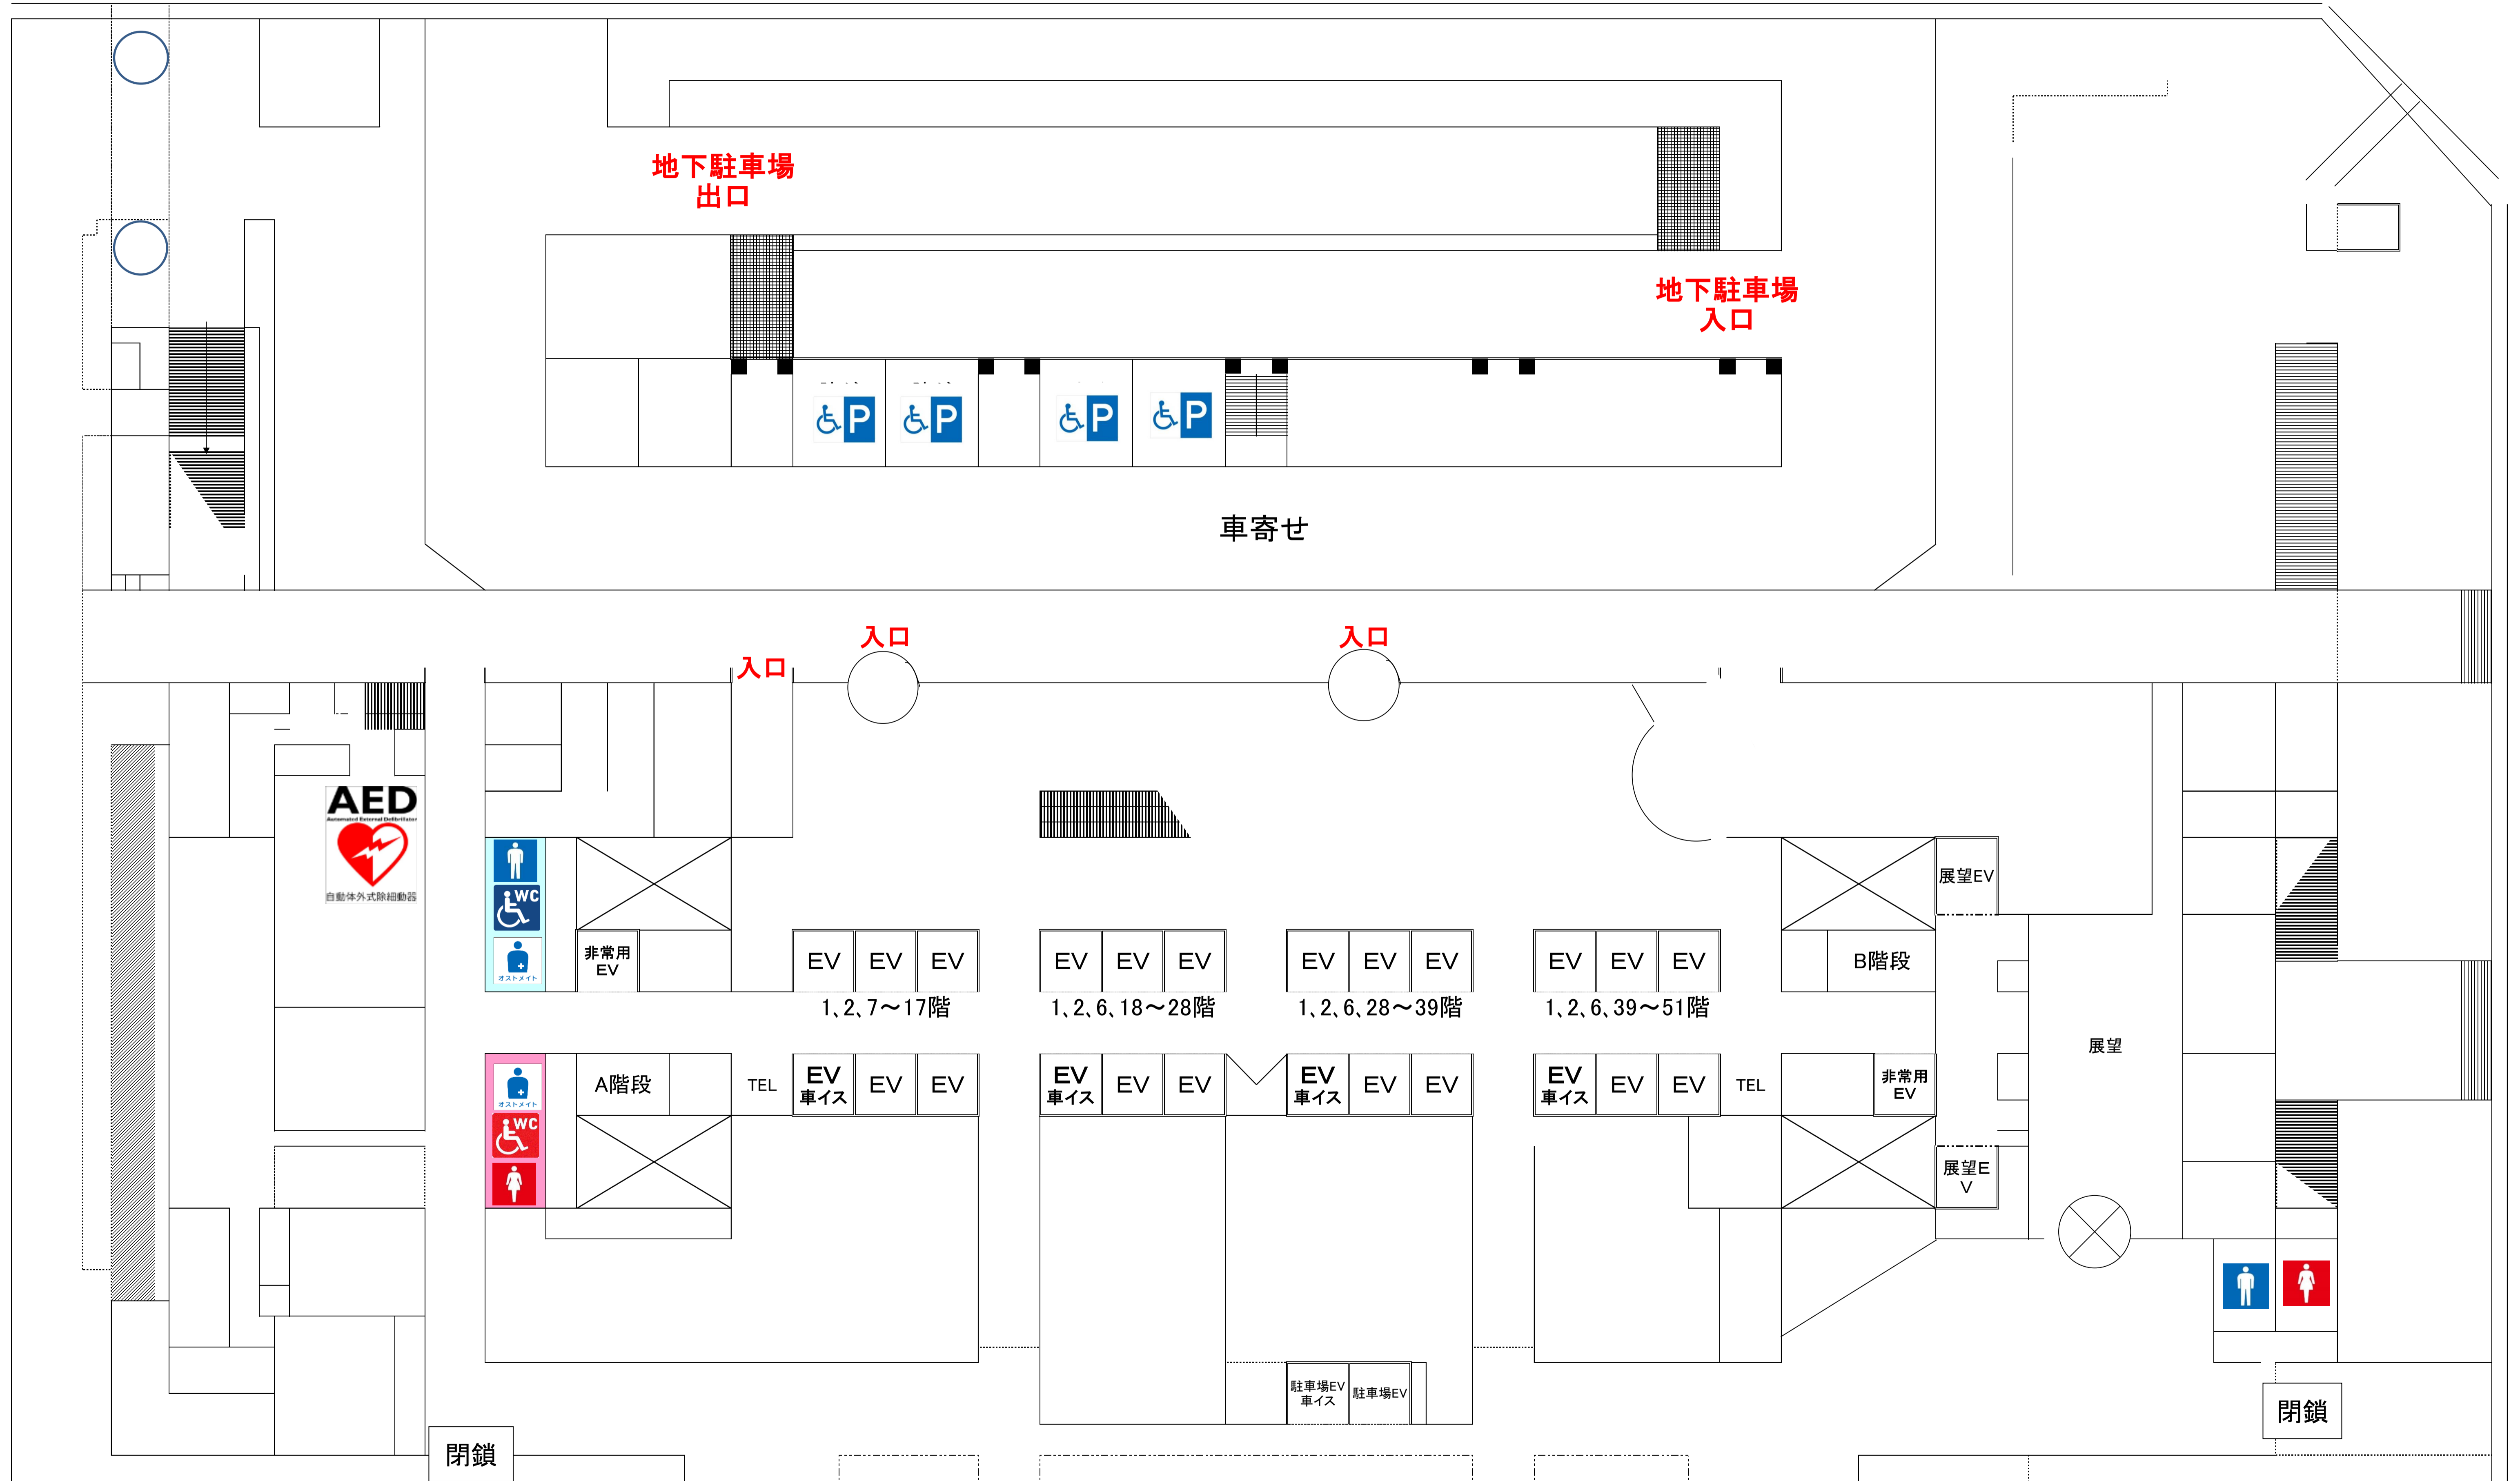 地下駐車場
出口
地下駐車場
入口
P
P
P
P
車寄せ
入口
入口
入口
AED
Automated External Defibrillator
自動体外式除細動器
WC
オストメイト
非常用
EV
EV
EV
EV
EV
EV
EV
EV
EV
EV
EV
EV
EV
展望EV
B階段
1、2、7～17階
1、2、6、18～28階
1、2、6、28～39階
1、2、6、39～51階
展望
オストメイト
WC
A階段
TEL
EV
車イス
EV
EV
EV
車イス
EV
EV
EV
車イス
EV
EV
EV
車イス
EV
EV
TEL
非常用
EV
展望E
V
駐車場EV
車イス
駐車場EV
閉鎖
閉鎖